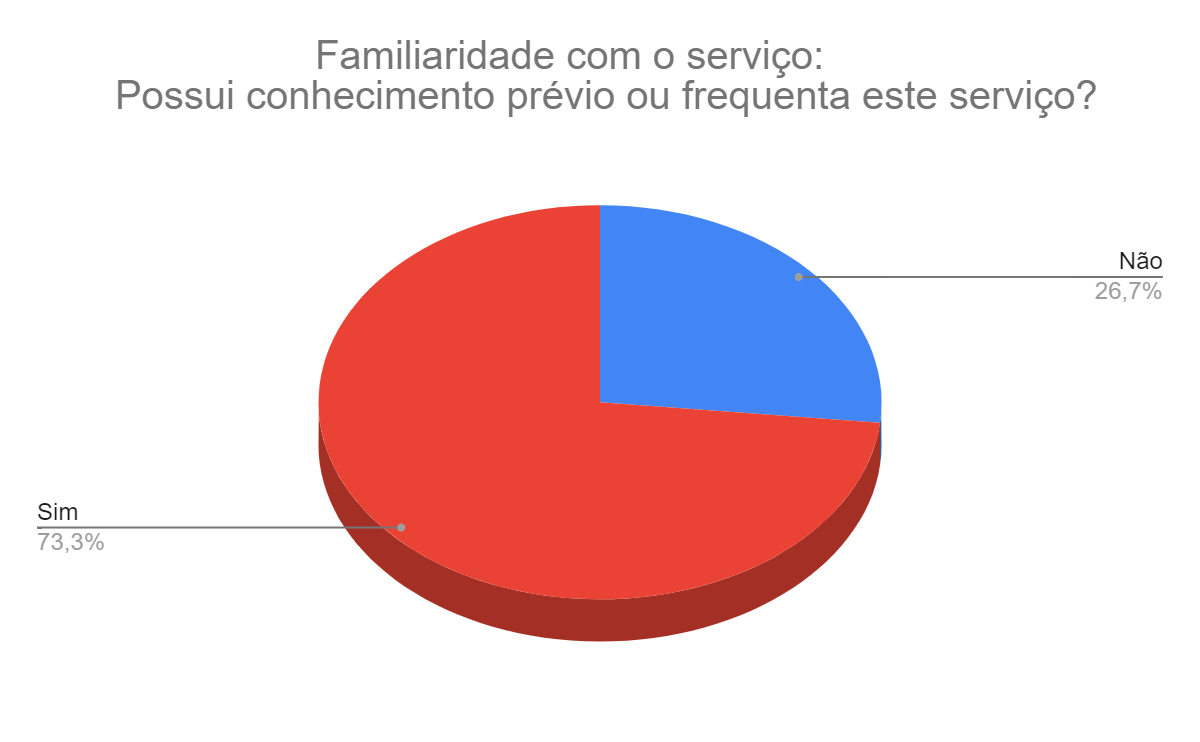 Familiaridade com o serviço:
Possui conhecimento prévio ou frequenta este serviço?
Não
26,7%
Sim
73,3%